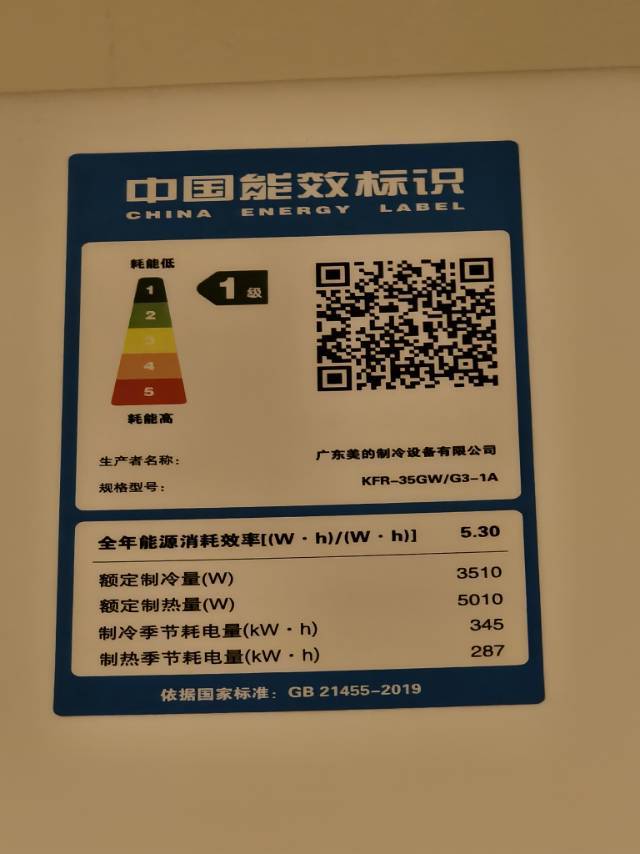 中国能效标识
CHINA ENERGY LABEL
耗能低
1
1级
2
3
4
5
耗能高
生产者名称: 广东美的制冷设备有限公司
规格型号: KFR-35GW/G3-1A
全年能源消耗效率[(W·h)/(W·h)] 5.30
额定制冷量(W) 3510
额定制热量(W) 5010
制冷季节耗电量(kW·h) 345
制热季节耗电量(kW·h) 287
依据国家标准: GB 21455-2019